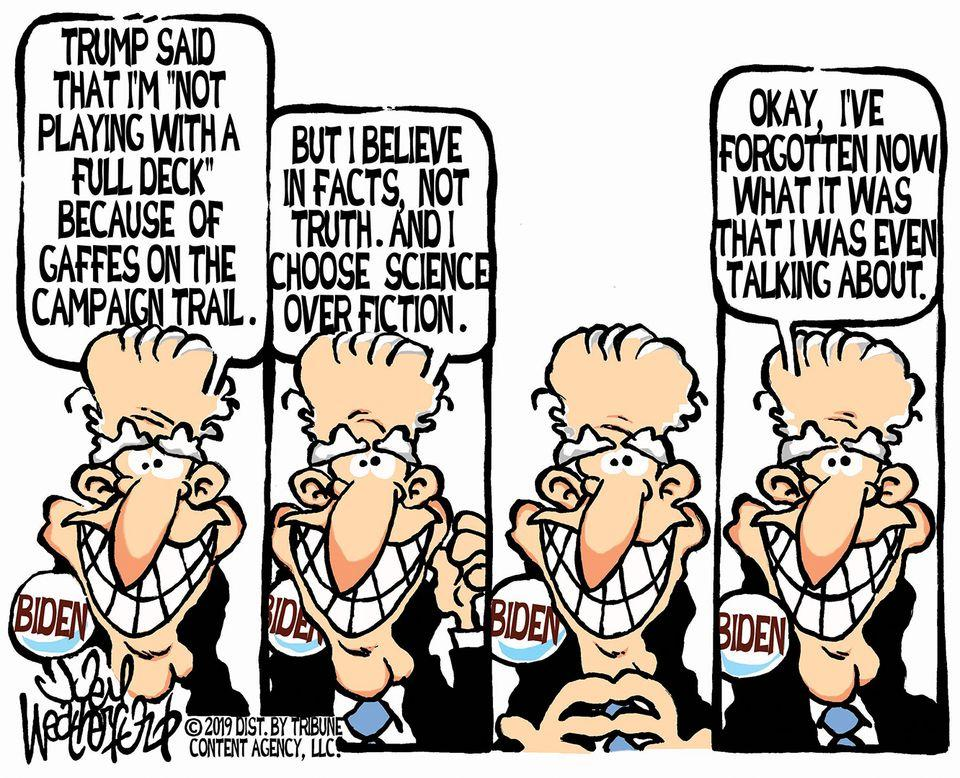 TRUMP SAID
THAT I'M "NOT
PLAYING WITH A
FULL DECK"
BECAUSE OF
GAFFES ON THE
CAMPAIGN TRAIL.
BUT I BELIEVE
IN FACTS, NOT
TRUTH. AND I
CHOOSE SCIENCE
OVER FICTION.
OKAY, I'VE
FORGOTTEN NOW
WHAT IT WAS
THAT I WAS EVEN
TALKING ABOUT.
BIDEN
BIDEN
BIDEN
BIDEN
© 2019 DIST. BY TRIBUNE
CONTENT AGENCY, LLC.